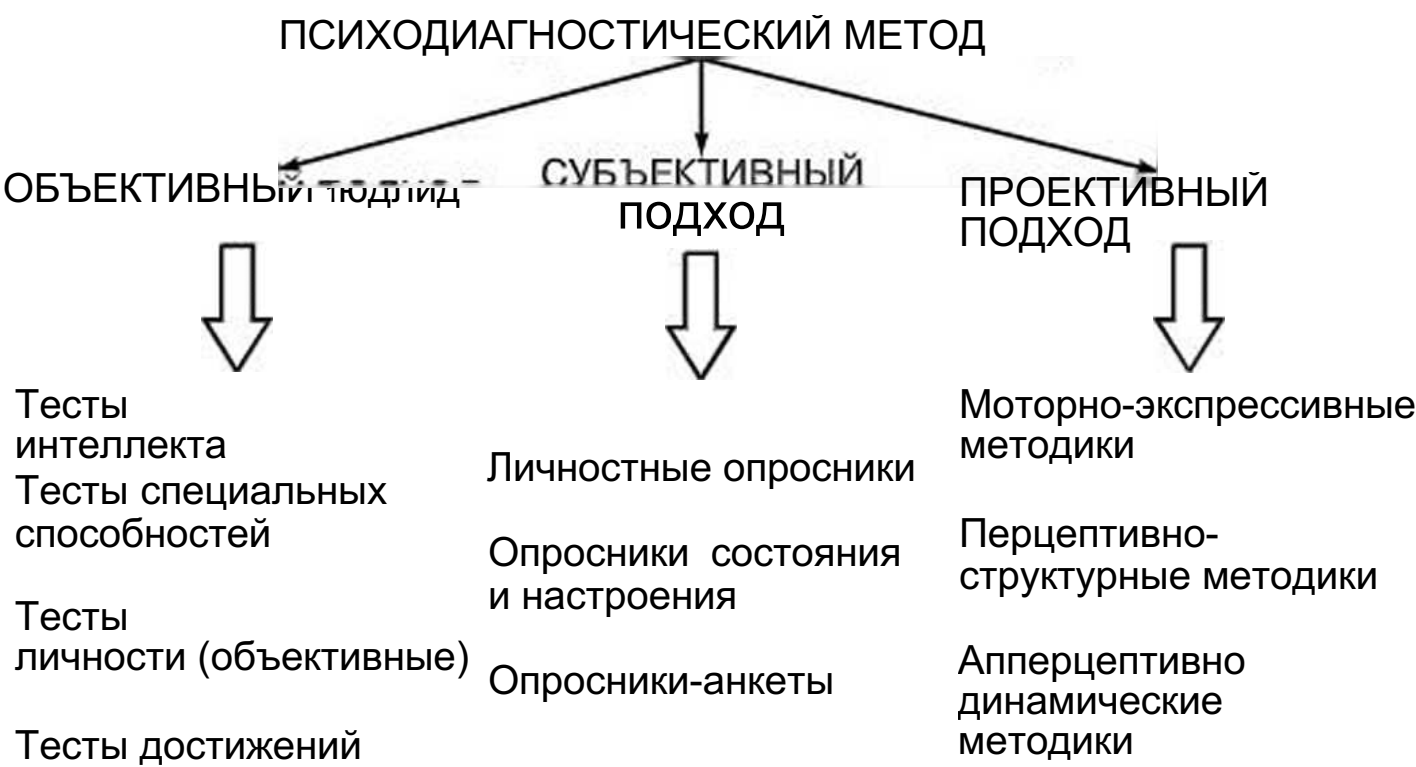 ПСИХОДИАГНОСТИЧЕСКИЙ МЕТОД
ОБЪЕКТИВНЫЙ
СУБЪЕКТИВНЫЙ
ПОДХОД
ПРОЕКТИВНЫЙ
ПОДХОД
Тесты
интеллекта
Тесты специальных
способностей
Тесты
личности (объективные)
Тесты достижений
Личностные опросники
Опросники состояния
и настроения
Опросники-анкеты
Моторно-экспрессивные
методики
Перцептивно-
структурные методики
Апперцептивно
динамические
методики